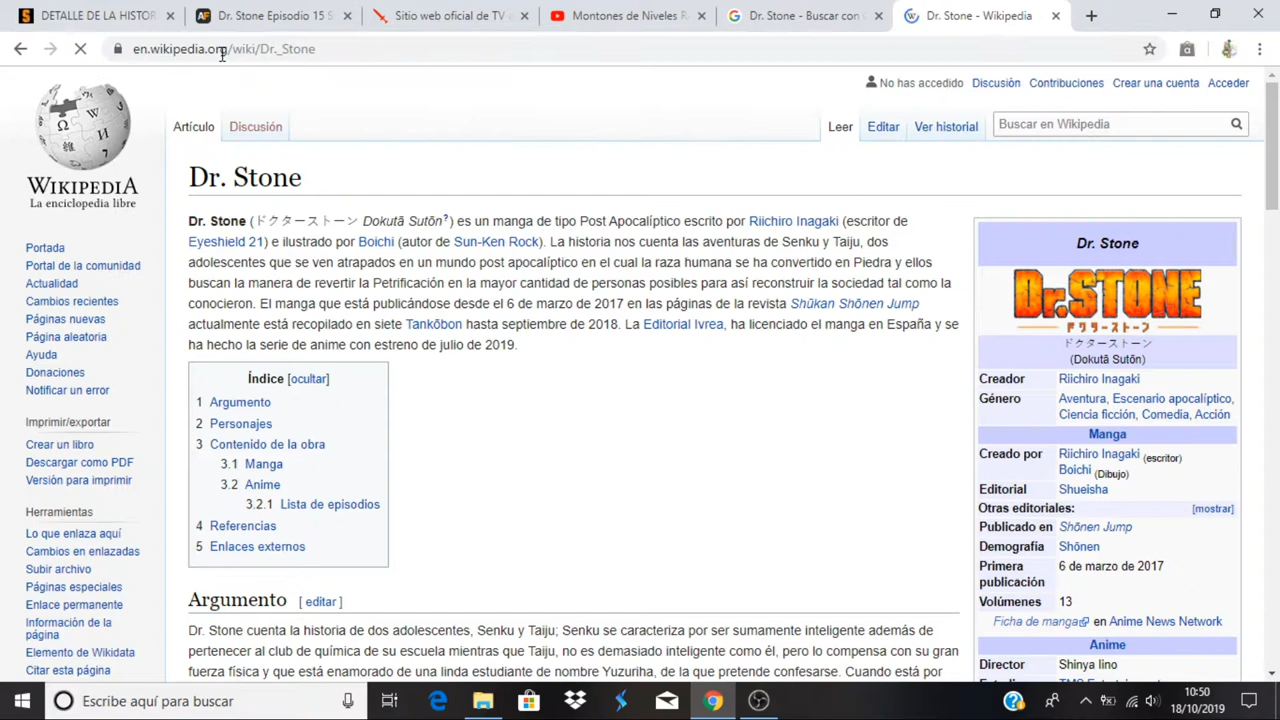 DETALLE DE LA HISTOR
Dr. Stone Episodio 15 S
Sitio web oficial de TV
Montones de Niveles R
Dr. Stone - Buscar con
Dr. Stone - Wikipedia
en.wikipedia.org/wiki/Dr._Stone
No has accedido Discusión Contribuciones Crear una cuenta Acceder
Artículo Discusión Leer Editar Ver historial Buscar en Wikipedia
WIKIPEDIA
La enciclopedia libre
Portada
Portal de la comunidad
Actualidad
Cambios recientes
Páginas nuevas
Página aleatoria
Ayuda
Donaciones
Notificar un error
Imprimir/exportar
Crear un libro
Descargar como PDF
Versión para imprimir
Herramientas
Lo que enlaza aquí
Cambios en enlazadas
Subir archivo
Páginas especiales
Enlace permanente
Información de la
página
Elemento de Wikidata
Citar esta página
Dr. Stone
Dr. Stone (ドクターストーン Dokutā Sutōn?) es un manga de tipo Post Apocalíptico escrito por Riichiro Inagaki (escritor de
Eyeshield 21) e ilustrado por Boichi (autor de Sun-Ken Rock). La historia nos cuenta las aventuras de Senku y Taiju, dos
adolescentes que se ven atrapados en un mundo post apocalíptico en el cual la raza humana se ha convertido en Piedra y ellos
buscan la manera de revertir la Petrificación en la mayor cantidad de personas posibles para así reconstruir la sociedad tal como la
conocieron. El manga que está publicándose desde el 6 de marzo de 2017 en las páginas de la revista Shūkan Shōnen Jump
actualmente está recopilado en siete Tankōbon hasta septiembre de 2018. La Editorial Ivrea, ha licenciado el manga en España y se
ha hecho la serie de anime con estreno de julio de 2019.
Índice [ocultar]
1 Argumento
2 Personajes
3 Contenido de la obra
3.1 Manga
3.2 Anime
3.2.1 Lista de episodios
4 Referencias
5 Enlaces externos
Argumento [ editar ]
Dr. Stone cuenta la historia de dos adolescentes, Senku y Taiju; Senku se caracteriza por ser sumamente inteligente además de
pertenecer al club de química de su escuela mientras que Taiju, no es demasiado inteligente como él, pero lo compensa con su gran
fuerza física y que está enamorado de una linda estudiante de nombre Yuzuriha, de la que pretende confesarse. Cuando está por
Dr. Stone
Dr.STONE
ドクターストーン
ドクターストーン
(Dokutā Sutōn)
Creador Riichiro Inagaki
Género Aventura, Escenario apocalíptico,
Ciencia ficción, Comedia, Acción
Manga
Creado por Riichiro Inagaki (escritor)
Boichi (Dibujo)
Editorial Shueisha
Otras editoriales: [mostrar]
Publicado en Shōnen Jump
Demografía Shōnen
Primera 6 de marzo de 2017
publicación
Volúmenes 13
Ficha de manga en Anime News Network
Anime
Director Shinya Iino
Escribe aquí para buscar
10:50
18/10/2019